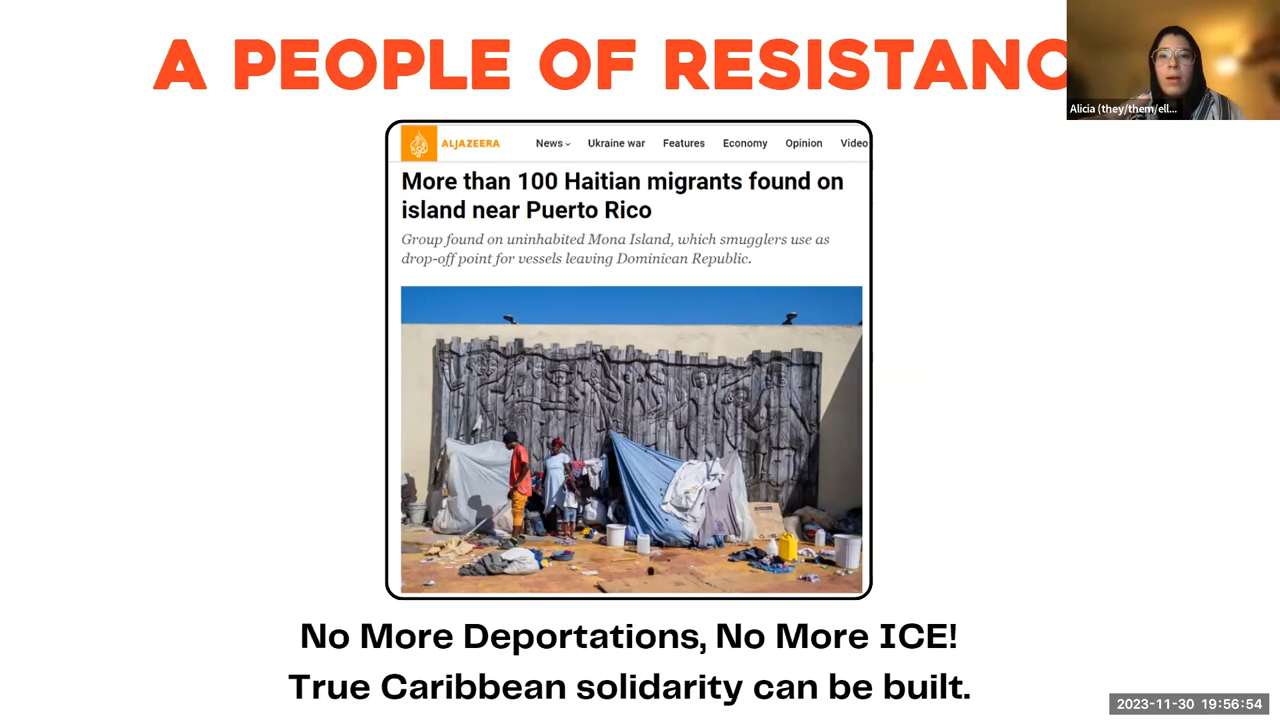 A PEOPLE OF RESISTANC
Alicia (they/them/ell...
ALJAZEERA
News Ukraine war Features Economy Opinion Video
More than 100 Haitian migrants found on
island near Puerto Rico
Group found on uninhabited Mona Island, which smugglers use as
drop-off point for vessels leaving Dominican Republic.
No More Deportations, No More ICE!
True Caribbean solidarity can be built.
2023-11-30 19:56:54